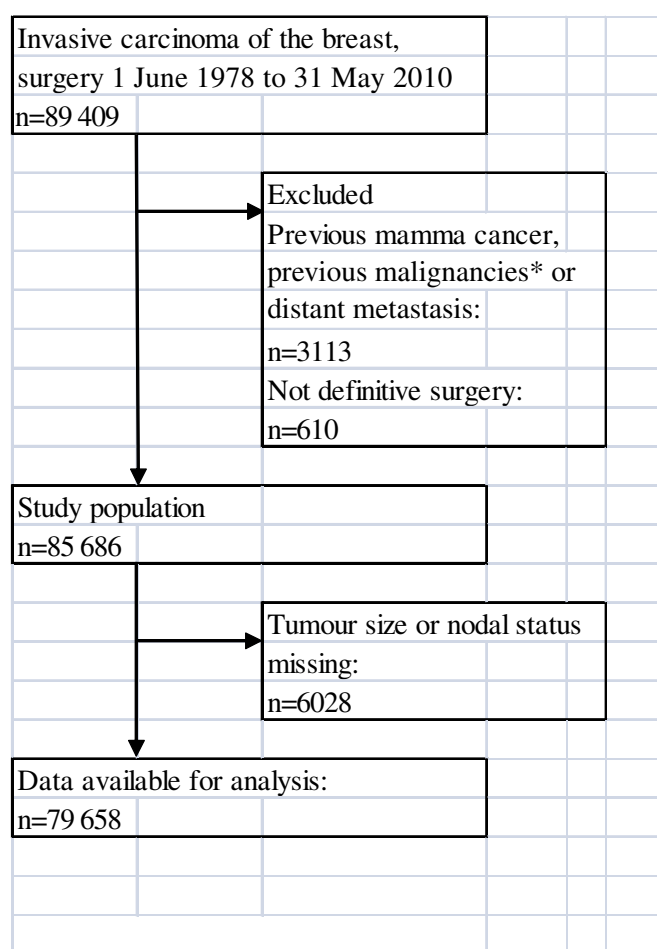 Invasive carcinoma of the breast,
surgery 1 June 1978 to 31 May 2010
n=89 409
Excluded
Previous mamma cancer,
previous malignancies* or
distant metastasis:
n=3113
Not definitive surgery:
n=610
Study population
n=85 686
Tumour size or nodal status
missing:
n=6028
Data available for analysis:
n=79 658